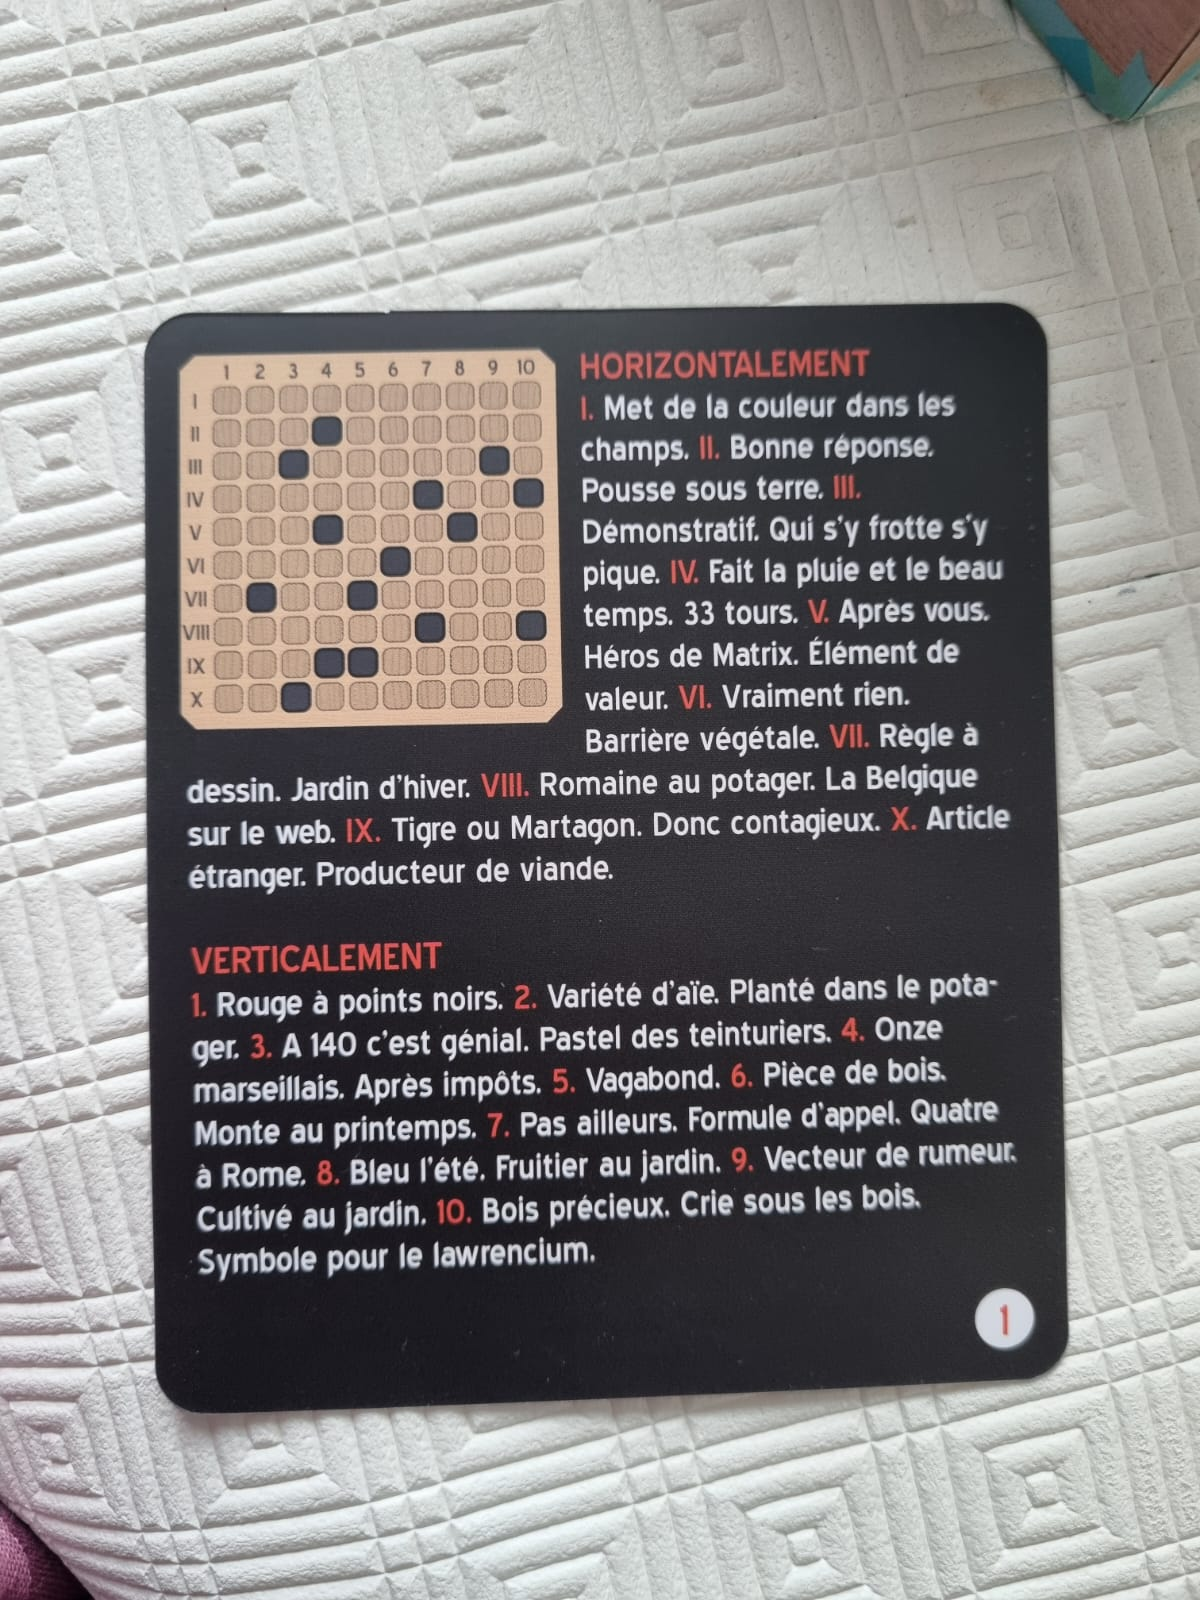 1 2 3 4 5 6 7 8 9 10
I
II
III
IV
V
VI
VII
VIII
IX
X
HORIZONTALEMENT
I. Met de la couleur dans les
champs. II. Bonne réponse.
Pousse sous terre. III.
Démonstratif. Qui s'y frotte s'y
pique. IV. Fait la pluie et le beau
temps. 33 tours. V. Après vous.
Héros de Matrix. Élément de
valeur. VI. Vraiment rien.
Barrière végétale. VII. Règle à
dessin. Jardin d'hiver. VIII. Romaine au potager. La Belgique
sur le web. IX. Tigre ou Martagon. Donc contagieux. X. Article
étranger. Producteur de viande.
VERTICALEMENT
1. Rouge à points noirs. 2. Variété d'aïe. Planté dans le pota-
ger. 3. A 140 c'est génial. Pastel des teinturiers. 4. Onze
marseillais. Après impôts. 5. Vagabond. 6. Pièce de bois.
Monte au printemps. 7. Pas ailleurs. Formule d'appel. Quatre
à Rome. 8. Bleu l'été. Fruitier au jardin. 9. Vecteur de rumeur.
Cultivé au jardin. 10. Bois précieux. Crie sous les bois.
Symbole pour le lawrencium.
1